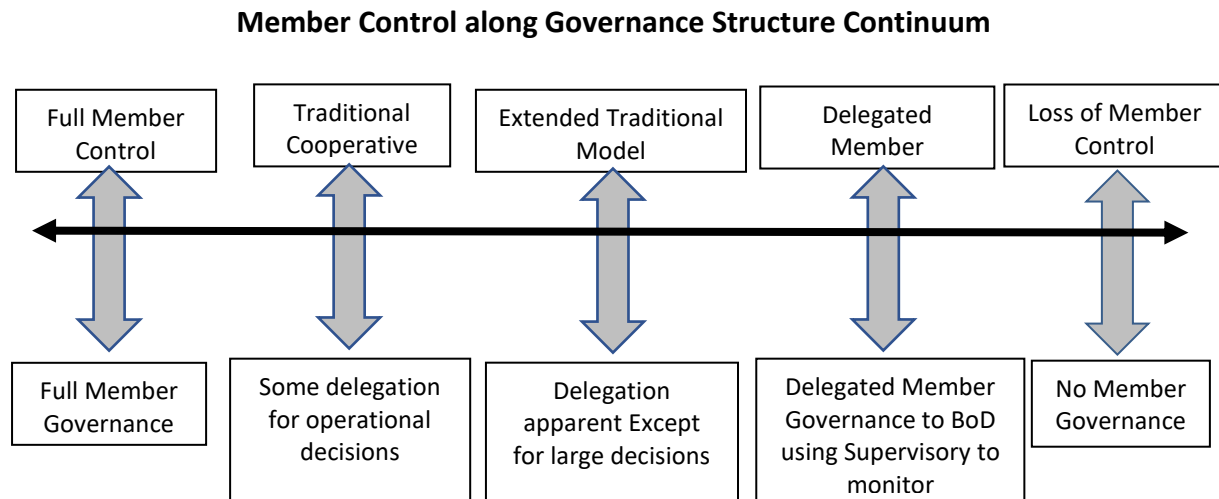 Member Control along Governance Structure Continuum
Full Member
Control
Traditional
Cooperative
Extended Traditional
Model
Delegated
Member
Loss of Member
Control
Full Member
Governance
Some delegation
for operational
decisions
Delegation
apparent Except
for large decisions
Delegated Member
Governance to BoD
using Supervisory to
monitor
No Member
Governance